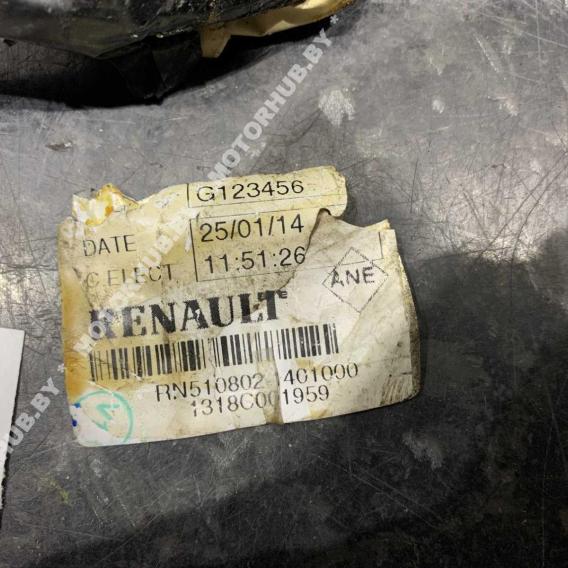 G123456
DATE 25/01/14
C.ELECT 11:51:26
ANE
RENAULT
RN510802 1401000
1318C001959
* MOTORHUB.BY *
MOTORHUB.BY *